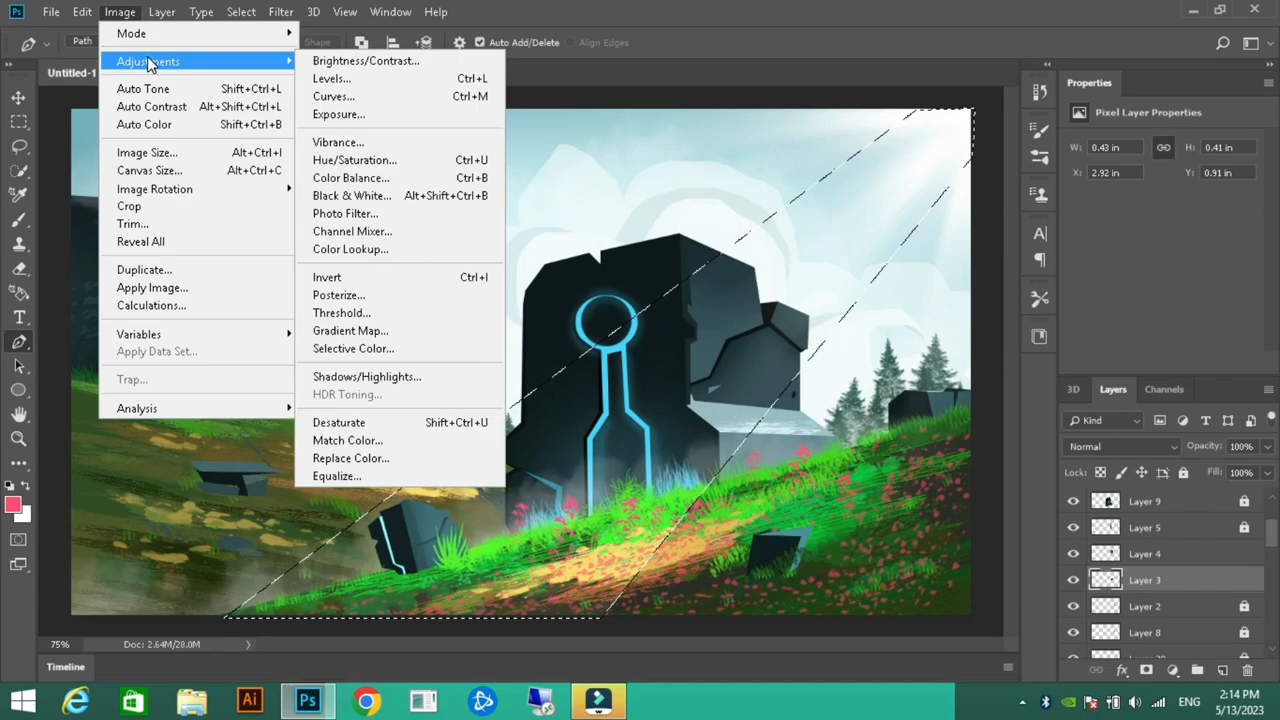 Ps File Edit Image Layer Type Select Filter 3D View Window Help
Path Shape Auto Add/Delete Align Edges
Untitled-1
Mode
Adjustments
Auto Tone Shift+Ctrl+L
Auto Contrast Alt+Shift+Ctrl+L
Auto Color Shift+Ctrl+B
Image Size... Alt+Ctrl+I
Canvas Size... Alt+Ctrl+C
Image Rotation
Crop
Trim...
Reveal All
Duplicate...
Apply Image...
Calculations...
Variables
Apply Data Set...
Trap...
Analysis
Brightness/Contrast...
Levels... Ctrl+L
Curves... Ctrl+M
Exposure...
Vibrance...
Hue/Saturation... Ctrl+U
Color Balance... Ctrl+B
Black & White... Alt+Shift+Ctrl+B
Photo Filter...
Channel Mixer...
Color Lookup...
Invert Ctrl+I
Posterize...
Threshold...
Gradient Map...
Selective Color...
Shadows/Highlights...
HDR Toning...
Desaturate Shift+Ctrl+U
Match Color...
Replace Color...
Equalize...
Properties
Pixel Layer Properties
W: 0.43 in H: 0.41 in
X: 2.92 in Y: 0.91 in
3D Layers Channels
Kind
Normal Opacity: 100%
Lock: Fill: 100%
Layer 9
Layer 5
Layer 4
Layer 3
Layer 2
Layer 8
75% Doc: 2.64M/28.0M
Timeline
Ai Ps
2:14 PM
5/13/2023